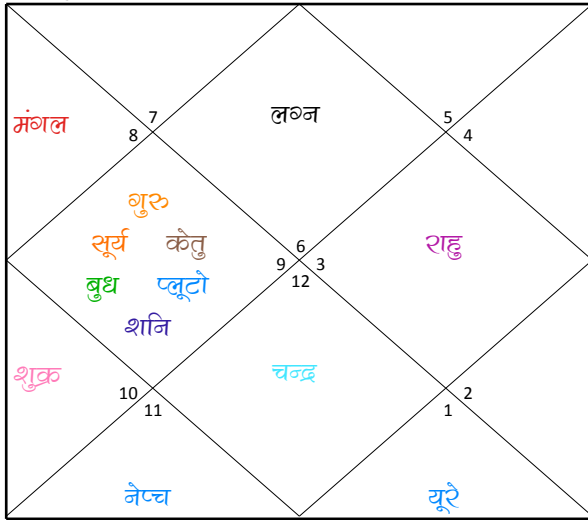 लग्न
7
5
मंगल
8
4
गुरु
सूर्य केतु
राहु
6
9 3
12
बुध प्लूटो
शनि
शुक्र
चन्द्र
10
2
11
1
नेप्च
यूरे